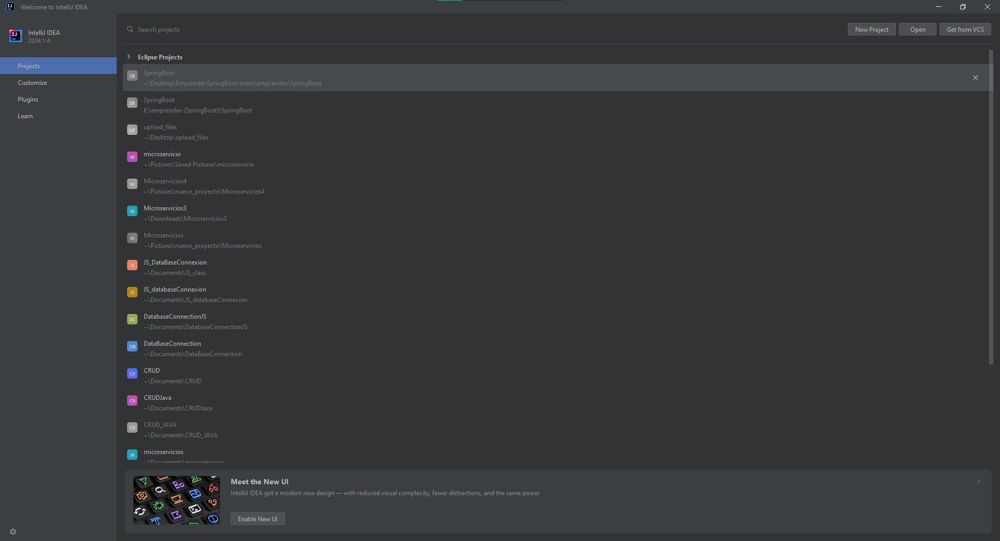 IJ Welcome to IntelliJ IDEA
IJ IntelliJ IDEA
2024.1.4
Projects
Customize
Plugins
Learn
Search projects
New Project
Open
Get from VCS
Eclipse Projects
SB SpringBoot
~\Desktop\EmprendevSpringBoot-main\emprendev\SpringBoot
SB SpringBoot
E:\emprendev (SpringBoot)\SpringBoot
UF upload_files
~\Desktop\upload_files
M microservicio
~\Pictures\Saved Pictures\microservicio
M Microservicios4
~\Pictures\nuevo_proyecto\Microservicios4
M Microservicios3
~\Downloads\Microservicios3
M Microservicios
~\Pictures\nuevo_proyecto\Microservicios
JS JS_DataBaseConnexion
~\Documents\JS_class
JS JS_databaseConnexion
~\Documents\JS_databaseConnexion
DC DatabaseConnectionJS
~\Documents\DatabaseConnectionJS
DB DataBaseConnection
~\Documents\DataBaseConnection
CR CRUD
~\Documents\CRUD
CR CRUDJava
~\Documents\CRUDJava
CR CRUD_JAVA
~\Documents\CRUD_JAVA
M microservicios
~\Documents\microservicios
Meet the New UI
IntelliJ IDEA got a modern new design — with reduced visual complexity, fewer distractions, and the same power
Enable New UI